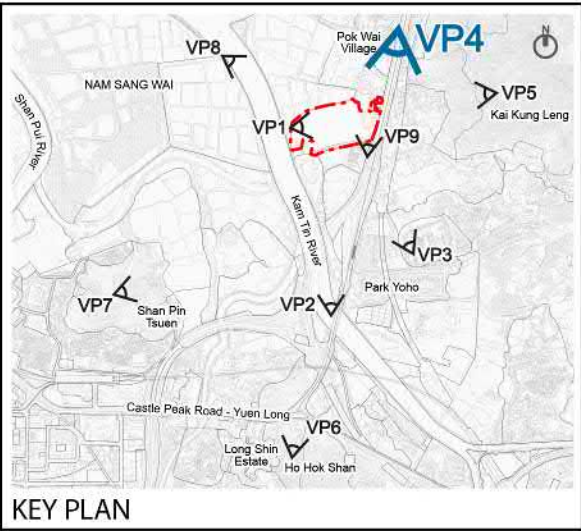 Pok Wai
Village
VP4
N
VP8
NAM SANG WAI
VP5
Kai Kung Leng
Shan Pui River
VP1
VP9
Kam Tin River
VP3
Park Yoho
VP7
Shan Pin
Tsuen
VP2
Castle Peak Road - Yuen Long
VP6
Long Shin
Estate
Ho Hok Shan
KEY PLAN